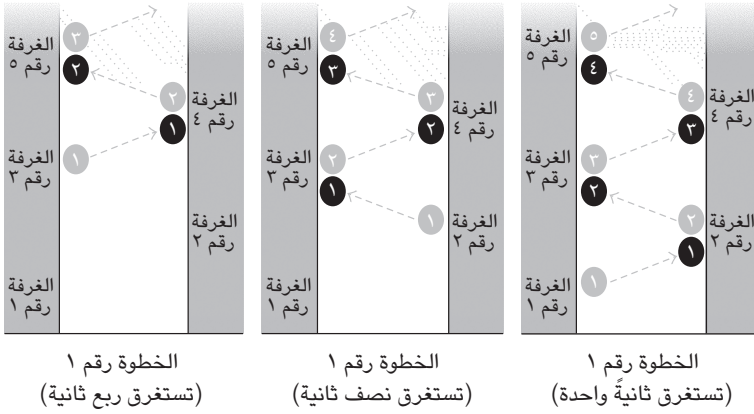 ٥
الغرفة
رقم ٥
٤
٤
الغرفة
رقم ٤
٣
٣
الغرفة
رقم ٣
٢
٢
الغرفة
رقم ٢
١
١
الغرفة
رقم ١
الخطوة رقم ١
(تستغرق ثانيةً واحدة)
٤
الغرفة
رقم ٥
٣
٣
الغرفة
رقم ٤
٢
٢
الغرفة
رقم ٣
١
١
الغرفة
رقم ٢
الغرفة
رقم ١
الخطوة رقم ١
(تستغرق نصف ثانية)
٣
الغرفة
رقم ٥
٢
٢
الغرفة
رقم ٤
١
١
الغرفة
رقم ٣
الغرفة
رقم ٢
الغرفة
رقم ١
الخطوة رقم ١
(تستغرق ربع ثانية)